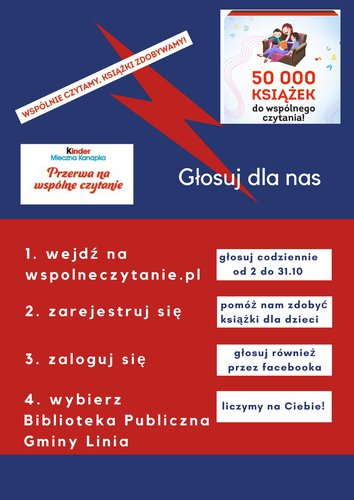 WSPÓLNIE CZYTAMY. KSIĄŻKI ZDOBYWAMY!
50 000
KSIĄŻEK
do wspólnego
czytania!
Kinder
Mleczna Kanapka
Przerwa na
wspólne czytanie
Głosuj dla nas
1. wejdź na
wspolneczytanie.pl
głosuj codziennie
od 2 do 31.10
2. zarejestruj się
pomóż nam zdobyć
książki dla dzieci
3. zaloguj się
głosuj również
przez facebooka
4. wybierz
Biblioteka Publiczna
Gminy Linia
liczymy na Ciebie!